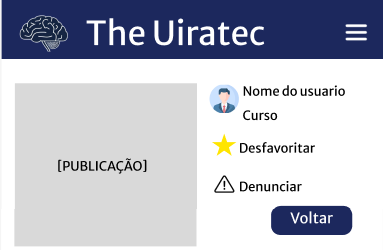 The Uiratec
[PUBLICAÇÃO]
Nome do usuario
Curso
Desfavoritar
Denunciar
Voltar